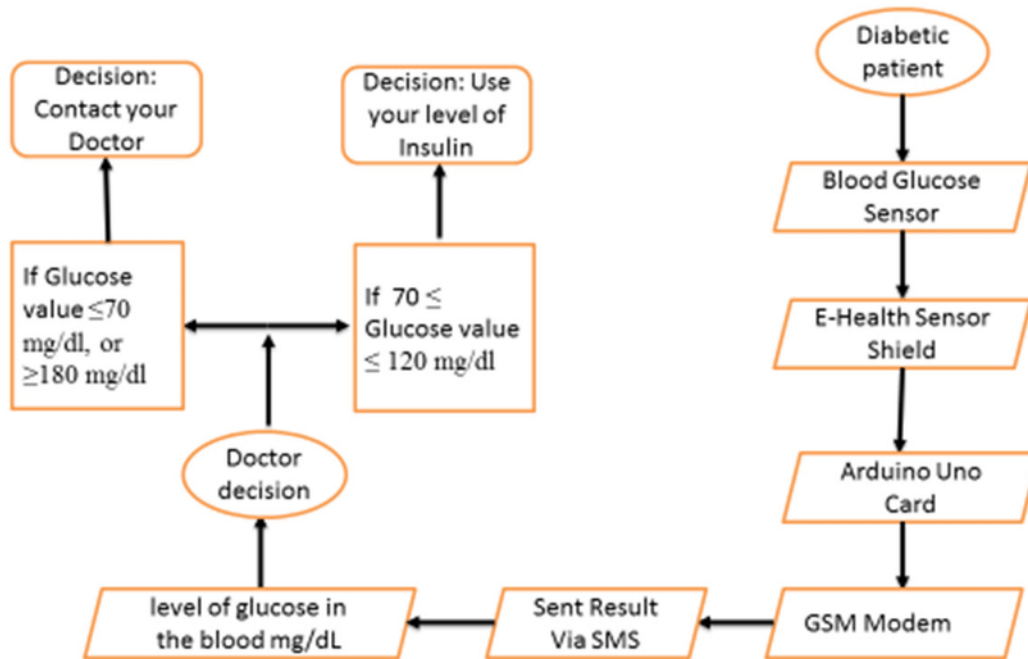 Diabetic
patient
Decision:
Contact your
Doctor
Decision: Use
your level of
Insulin
Blood Glucose
Sensor
If Glucose
value ≤70
mg/dl, or
≥180 mg/dl
If 70 ≤
Glucose value
≤ 120 mg/dl
E-Health Sensor
Shield
Doctor
decision
Arduino Uno
Card
level of glucose in
the blood mg/dL
Sent Result
Via SMS
GSM Modem